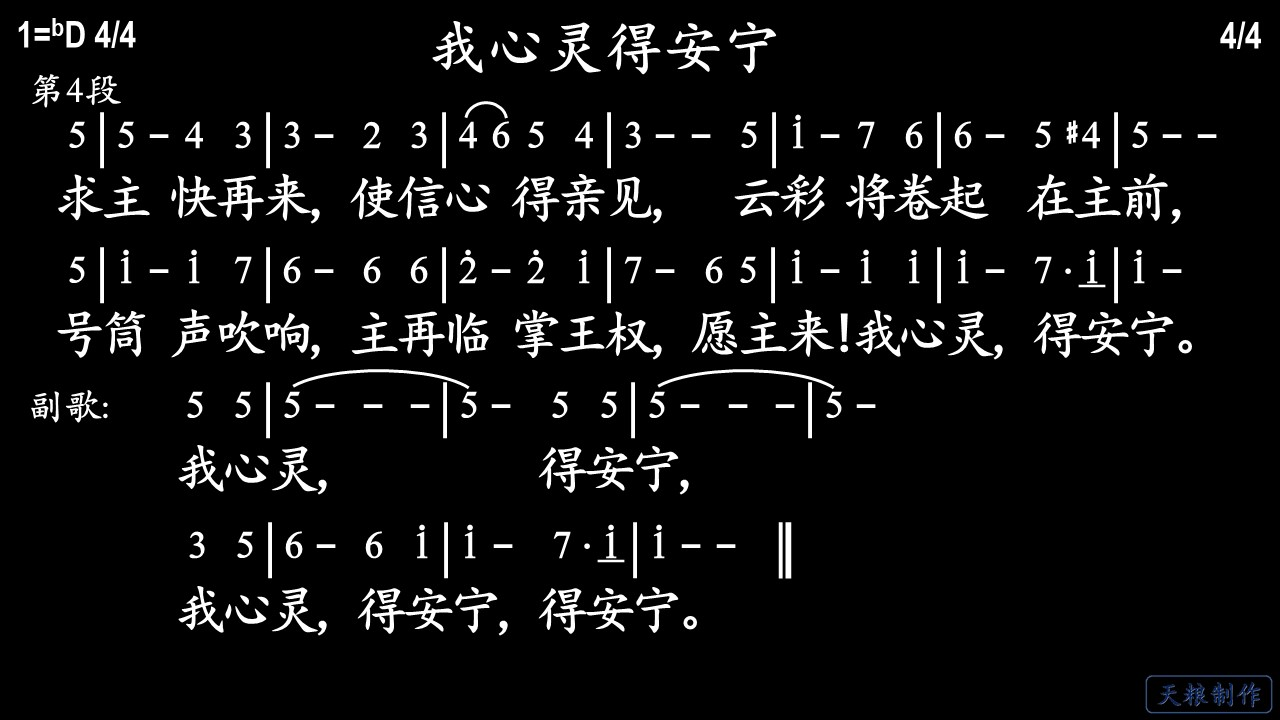 1=ᵇD 4/4 我心灵得安宁 4/4
第4段
5 | 5 – 4 3 | 3 – 2 3 | 4 6 5 4 | 3 – – 5 | i̇ – 7 6 | 6 – 5 #4 | 5 – –
求主 快再来, 使信心 得亲见, 云彩 将卷起 在主前,
5 | i̇ – i̇ 7 | 6 – 6 6 | 2̇ – 2̇ i̇ | 7 – 6 5 | i̇ – i̇ i̇ | i̇ – 7 · i̲̇ | i̇ –
号筒 声吹响, 主再临 掌王权, 愿主来!我心灵, 得安宁。
副歌: 5 5 | 5 – – – | 5 – 5 5 | 5 – – – | 5 –
我心灵, 得安宁,
3 5 | 6 – 6 i̇ | i̇ – 7 · i̲̇ | i̇ – – ‖
我心灵, 得安宁, 得安宁。
天粮制作